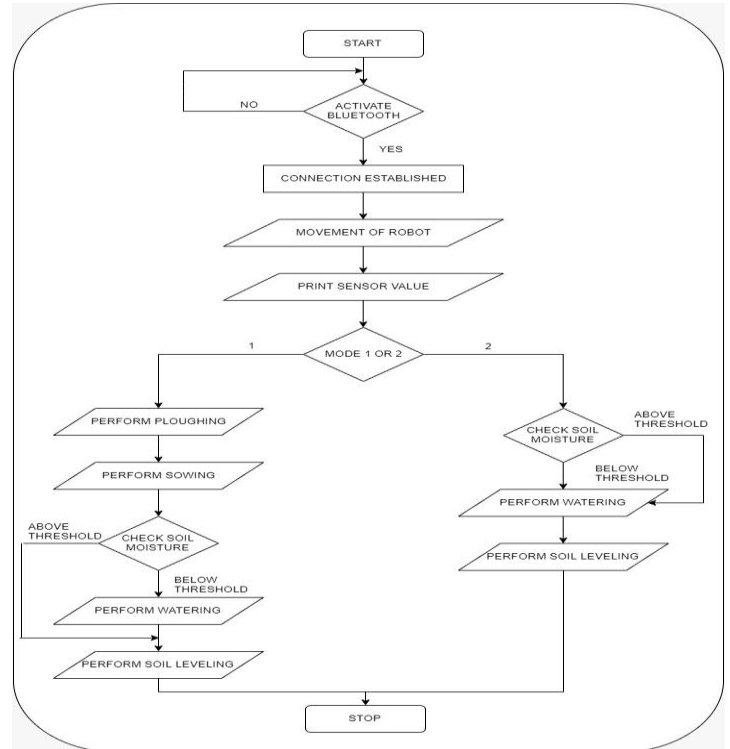 START
NO
ACTIVATE
BLUETOOTH
YES
CONNECTION ESTABLISHED
MOVEMENT OF ROBOT
PRINT SENSOR VALUE
1
MODE 1 OR 2
2
PERFORM PLOUGHING
PERFORM SOWING
ABOVE
THRESHOLD
CHECK SOIL
MOISTURE
BELOW
THRESHOLD
PERFORM WATERING
PERFORM SOIL LEVELING
CHECK SOIL
MOISTURE
ABOVE
THRESHOLD
BELOW
THRESHOLD
PERFORM WATERING
PERFORM SOIL LEVELING
STOP